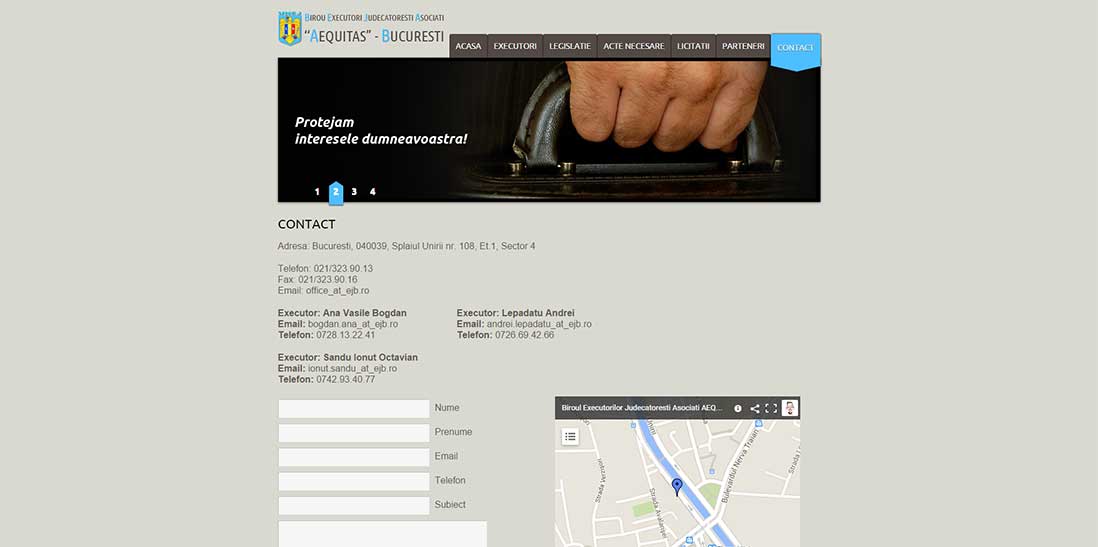 BIROU EXECUTORI JUDECATORESTI ASOCIATI
"AEQUITAS" - BUCURESTI
ACASA EXECUTORI LEGISLATIE ACTE NECESARE LICITATII PARTENERI CONTACT
Protejam
interesele dumneavoastra!
1 2 3 4
CONTACT
Adresa: Bucuresti, 040039, Splaiul Unirii nr. 108, Et.1, Sector 4
Telefon: 021/323.90.13
Fax: 021/323.90.16
Email: office_at_ejb.ro
Executor: Ana Vasile Bogdan
Email: bogdan.ana_at_ejb.ro
Telefon: 0728.13.22.41
Executor: Lepadatu Andrei
Email: andrei.lepadatu_at_ejb.ro
Telefon: 0726.69.42.66
Executor: Sandu Ionut Octavian
Email: ionut.sandu_at_ejb.ro
Telefon: 0742.93.40.77
Nume
Prenume
Email
Telefon
Subiect
Biroul Executorilor Judecatoresti Asociati AEQ...
Bulevardul Nerva Traian
Strada Verzișori
Strada Avalanșei